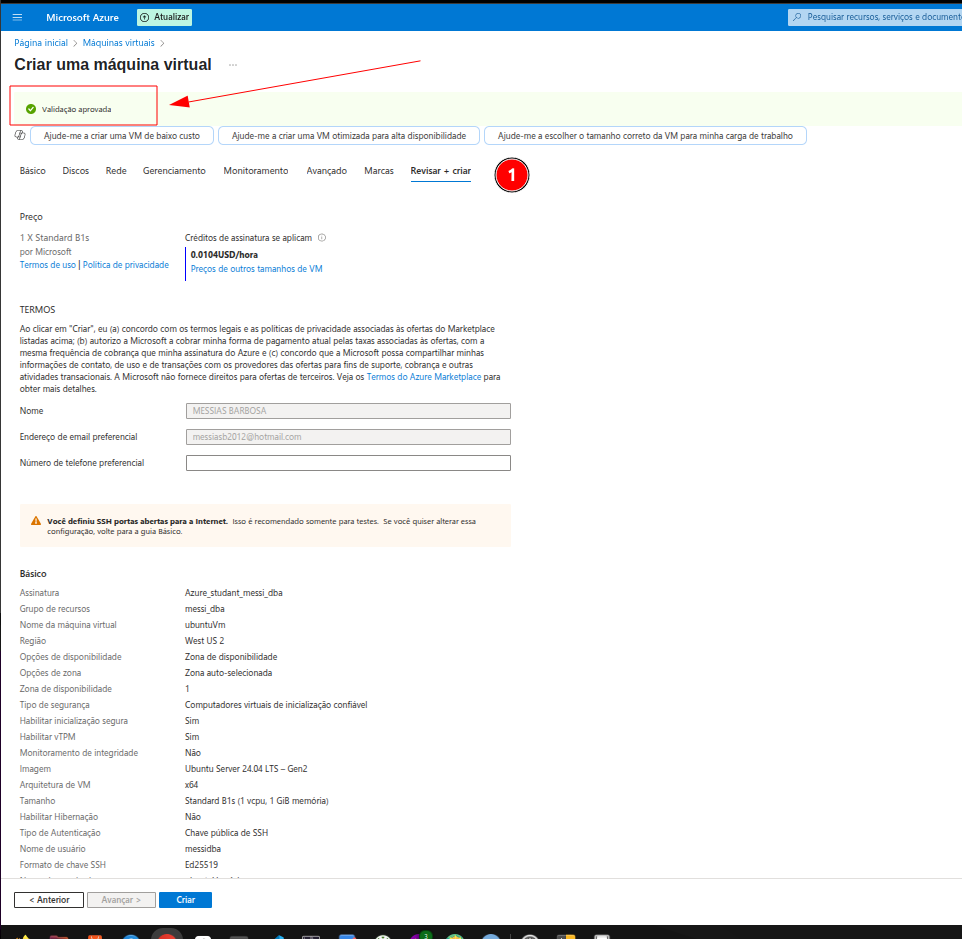 Microsoft Azure
Atualizar
Pesquisar recursos, serviços e document
Página inicial > Máquinas virtuais >
Criar uma máquina virtual ...
Validação aprovada
Ajude-me a criar uma VM de baixo custo
Ajude-me a criar uma VM otimizada para alta disponibilidade
Ajude-me a escolher o tamanho correto da VM para minha carga de trabalho
Básico Discos Rede Gerenciamento Monitoramento Avançado Marcas Revisar + criar
1
Preço
1 X Standard B1s
por Microsoft
Termos de uso | Política de privacidade
Créditos de assinatura se aplicam
0.0104USD/hora
Preços de outros tamanhos de VM
TERMOS
Ao clicar em "Criar", eu (a) concordo com os termos legais e as políticas de privacidade associadas às ofertas do Marketplace
listadas acima; (b) autorizo a Microsoft a cobrar minha forma de pagamento atual pelas taxas associadas às ofertas, com a
mesma frequência de cobrança que minha assinatura do Azure e (c) concordo que a Microsoft possa compartilhar minhas
informações de contato, de uso e de transações com os provedores das ofertas para fins de suporte, cobrança e outras
atividades transacionais. A Microsoft não fornece direitos para ofertas de terceiros. Veja os Termos do Azure Marketplace para
obter mais detalhes.
Nome MESSIAS BARBOSA
Endereço de email preferencial messiasb2012@hotmail.com
Número de telefone preferencial
Você definiu SSH portas abertas para a Internet. Isso é recomendado somente para testes. Se você quiser alterar essa
configuração, volte para a guia Básico.
Básico
Assinatura Azure_studant_messi_dba
Grupo de recursos messi_dba
Nome da máquina virtual ubuntuVm
Região West US 2
Opções de disponibilidade Zona de disponibilidade
Opções de zona Zona auto-selecionada
Zona de disponibilidade 1
Tipo de segurança Computadores virtuais de inicialização confiável
Habilitar inicialização segura Sim
Habilitar vTPM Sim
Monitoramento de integridade Não
Imagem Ubuntu Server 24.04 LTS – Gen2
Arquitetura de VM x64
Tamanho Standard B1s (1 vcpu, 1 GiB memória)
Habilitar Hibernação Não
Tipo de Autenticação Chave pública de SSH
Nome de usuário messidba
Formato de chave SSH Ed25519
< Anterior
Avançar >
Criar
3